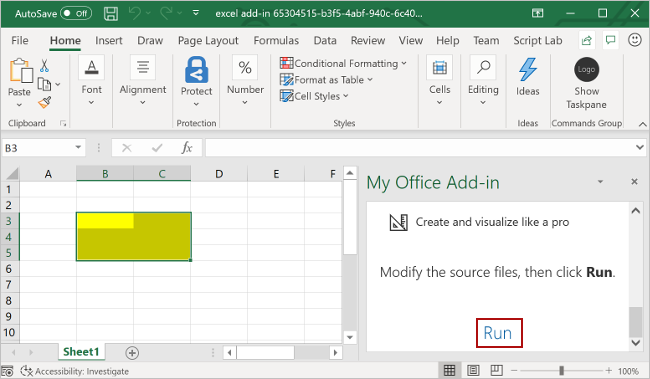 AutoSave Off excel add-in 65304515-b3f5-4abf-940c-6c40...
File Home Insert Draw Page Layout Formulas Data Review View Help Team Script Lab
Paste Font Alignment Protect % Number Conditional Formatting Format as Table Cell Styles Cells Editing Ideas Logo Show Taskpane
Clipboard Protection Styles Ideas Commands Group
B3 fx
A B C D E F
1
2
3
4
5
6
7
8
9
10
My Office Add-in
Create and visualize like a pro
Modify the source files, then click Run.
Run
Sheet1
Accessibility: Investigate 100%